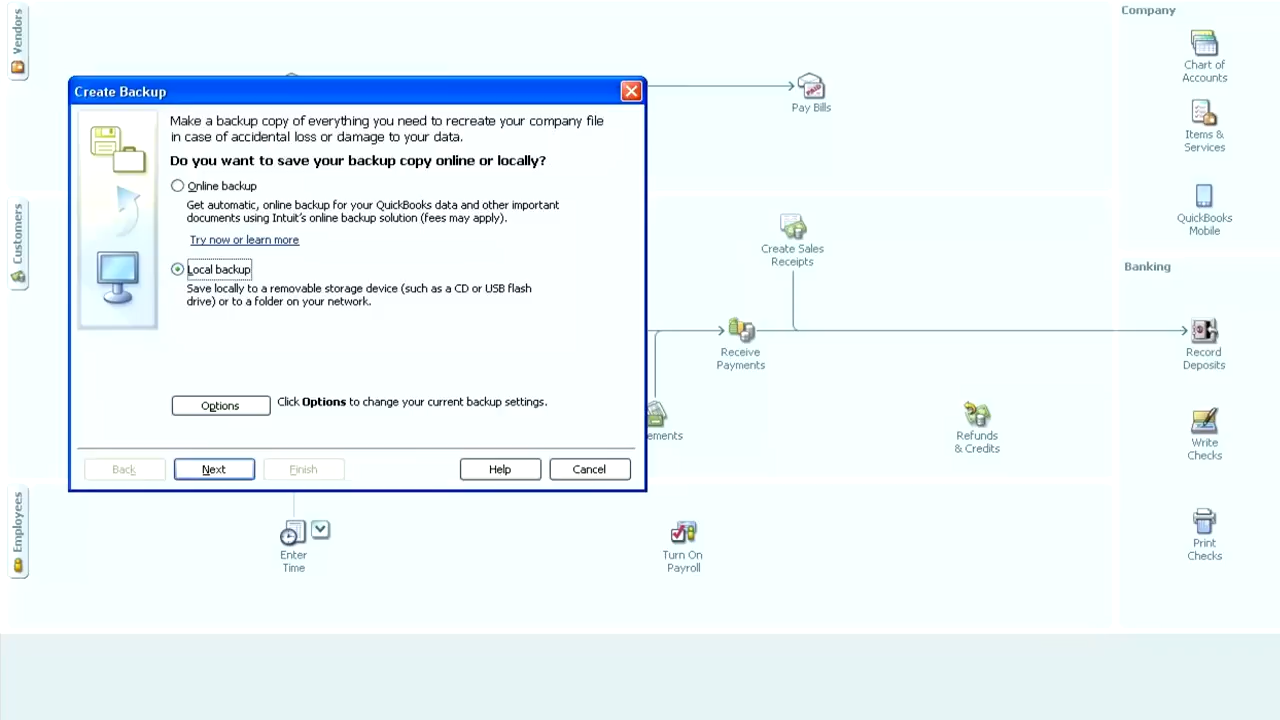 Vendors
Customers
Employees
Create Backup
Make a backup copy of everything you need to recreate your company file
in case of accidental loss or damage to your data.
Do you want to save your backup copy online or locally?
Online backup
Get automatic, online backup for your QuickBooks data and other important
documents using Intuit's online backup solution (fees may apply).
Try now or learn more
Local backup
Save locally to a removable storage device (such as a CD or USB flash
drive) or to a folder on your network.
Options
Click Options to change your current backup settings.
Back
Next
Finish
Help
Cancel
PAID
Pay Bills
Create Sales
Receipts
Receive
Payments
ements
Refunds
& Credits
Enter
Time
Turn On
Payroll
Company
Chart of
Accounts
Items &
Services
QuickBooks
Mobile
Banking
Record
Deposits
Write
Checks
Print
Checks